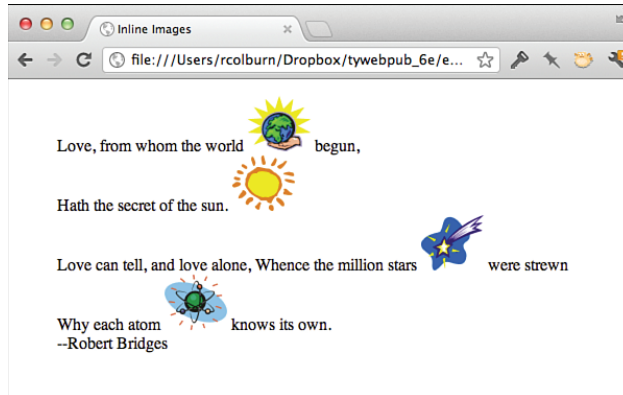 Inline Images
file:///Users/rcolburn/Dropbox/tywebpub_6e/e...
Love, from whom the world begun,
Hath the secret of the sun.
Love can tell, and love alone, Whence the million stars were strewn
Why each atom knows its own.
--Robert Bridges